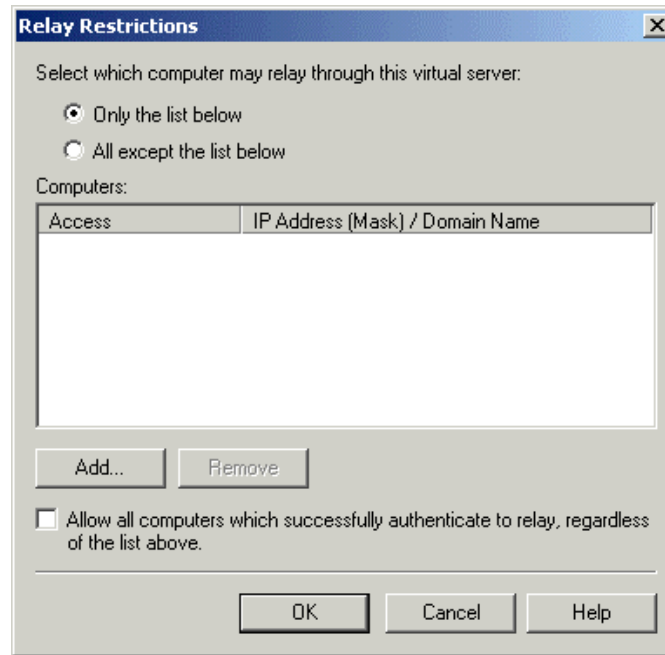 Relay Restrictions
Select which computer may relay through this virtual server:
Only the list below
All except the list below
Computers:
Access IP Address (Mask) / Domain Name
Add... Remove
Allow all computers which successfully authenticate to relay, regardless
of the list above.
OK Cancel Help